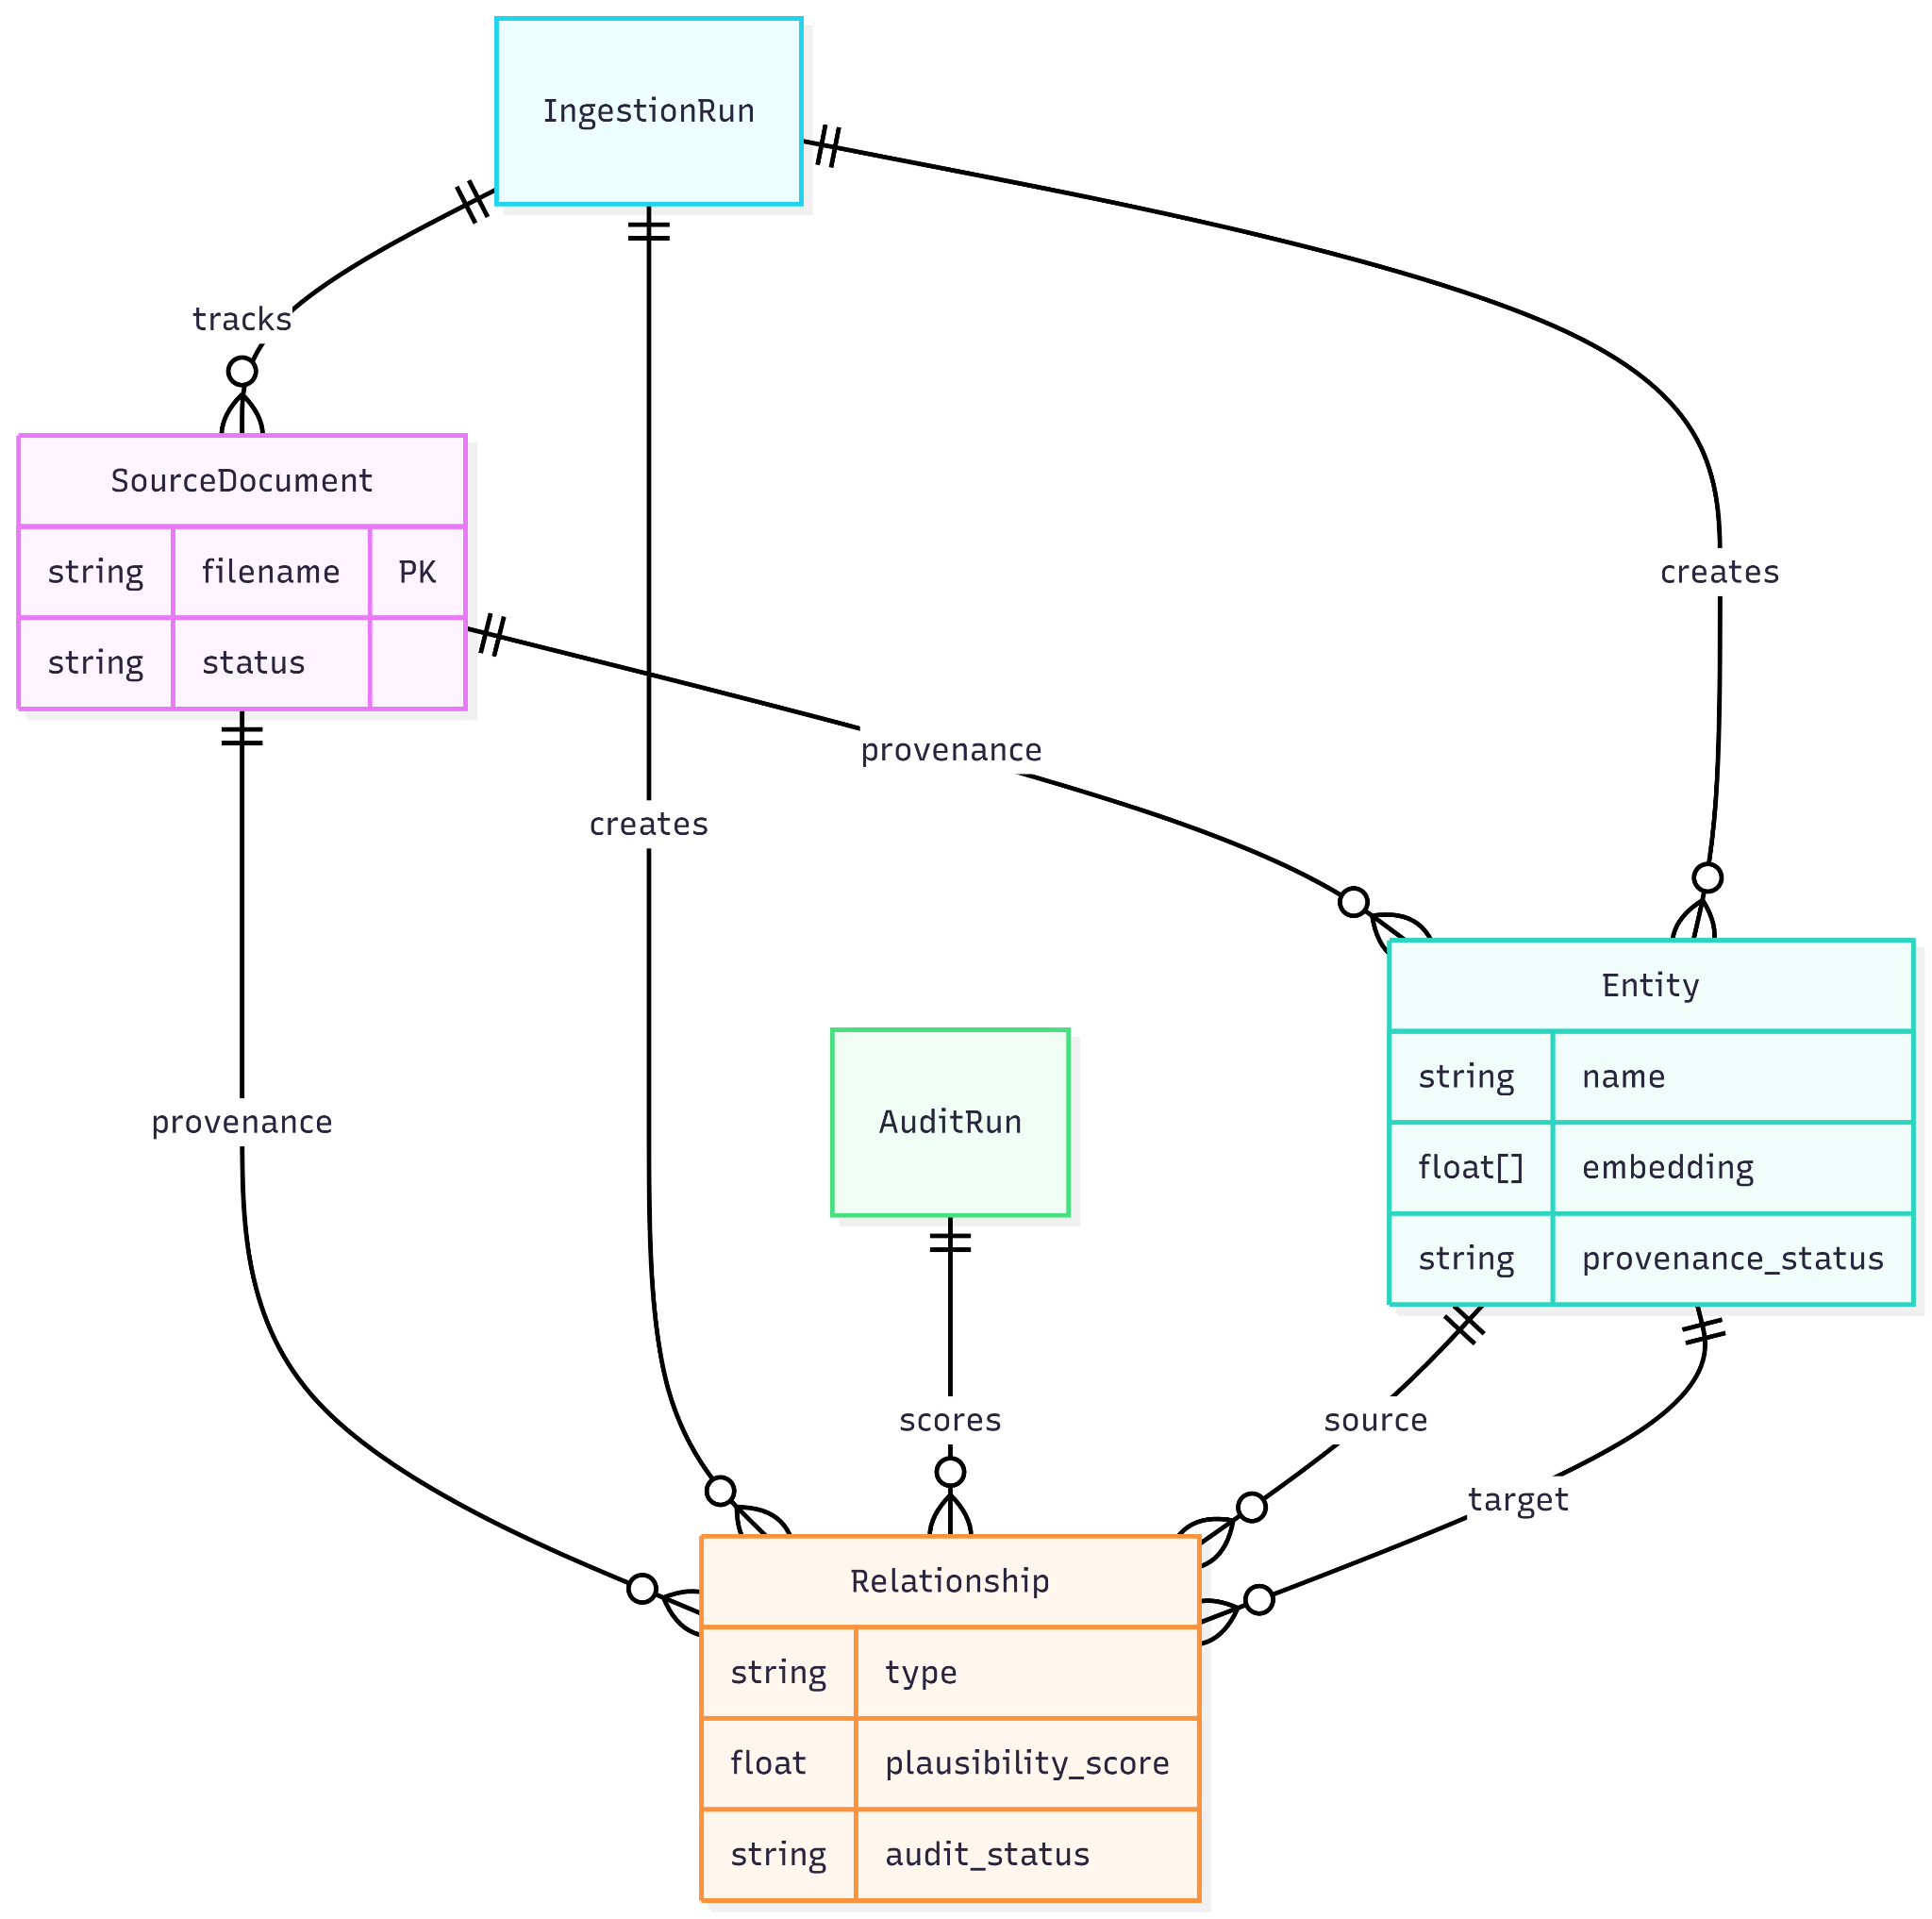 IngestionRun
tracks
SourceDocument
string filename PK
string status
creates
provenance
creates
Entity
string name
float[] embedding
string provenance_status
provenance
AuditRun
scores
source
target
Relationship
string type
float plausibility_score
string audit_status